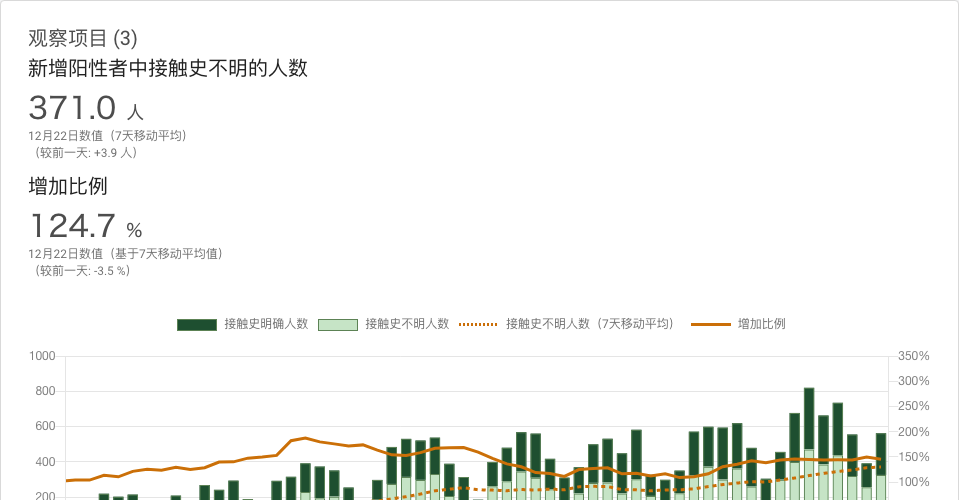 观察项目 (3)
新增阳性者中接触史不明的人数
371.0 人
12月22日数值（7天移动平均）
（较前一天: +3.9 人）
增加比例
124.7 %
12月22日数值（基于7天移动平均值）
（较前一天: -3.5 %）
接触史明确人数 接触史不明人数 接触史不明人数（7天移动平均） 增加比例
1000 350%
300%
800
250%
600 200%
400 150%
100%
200